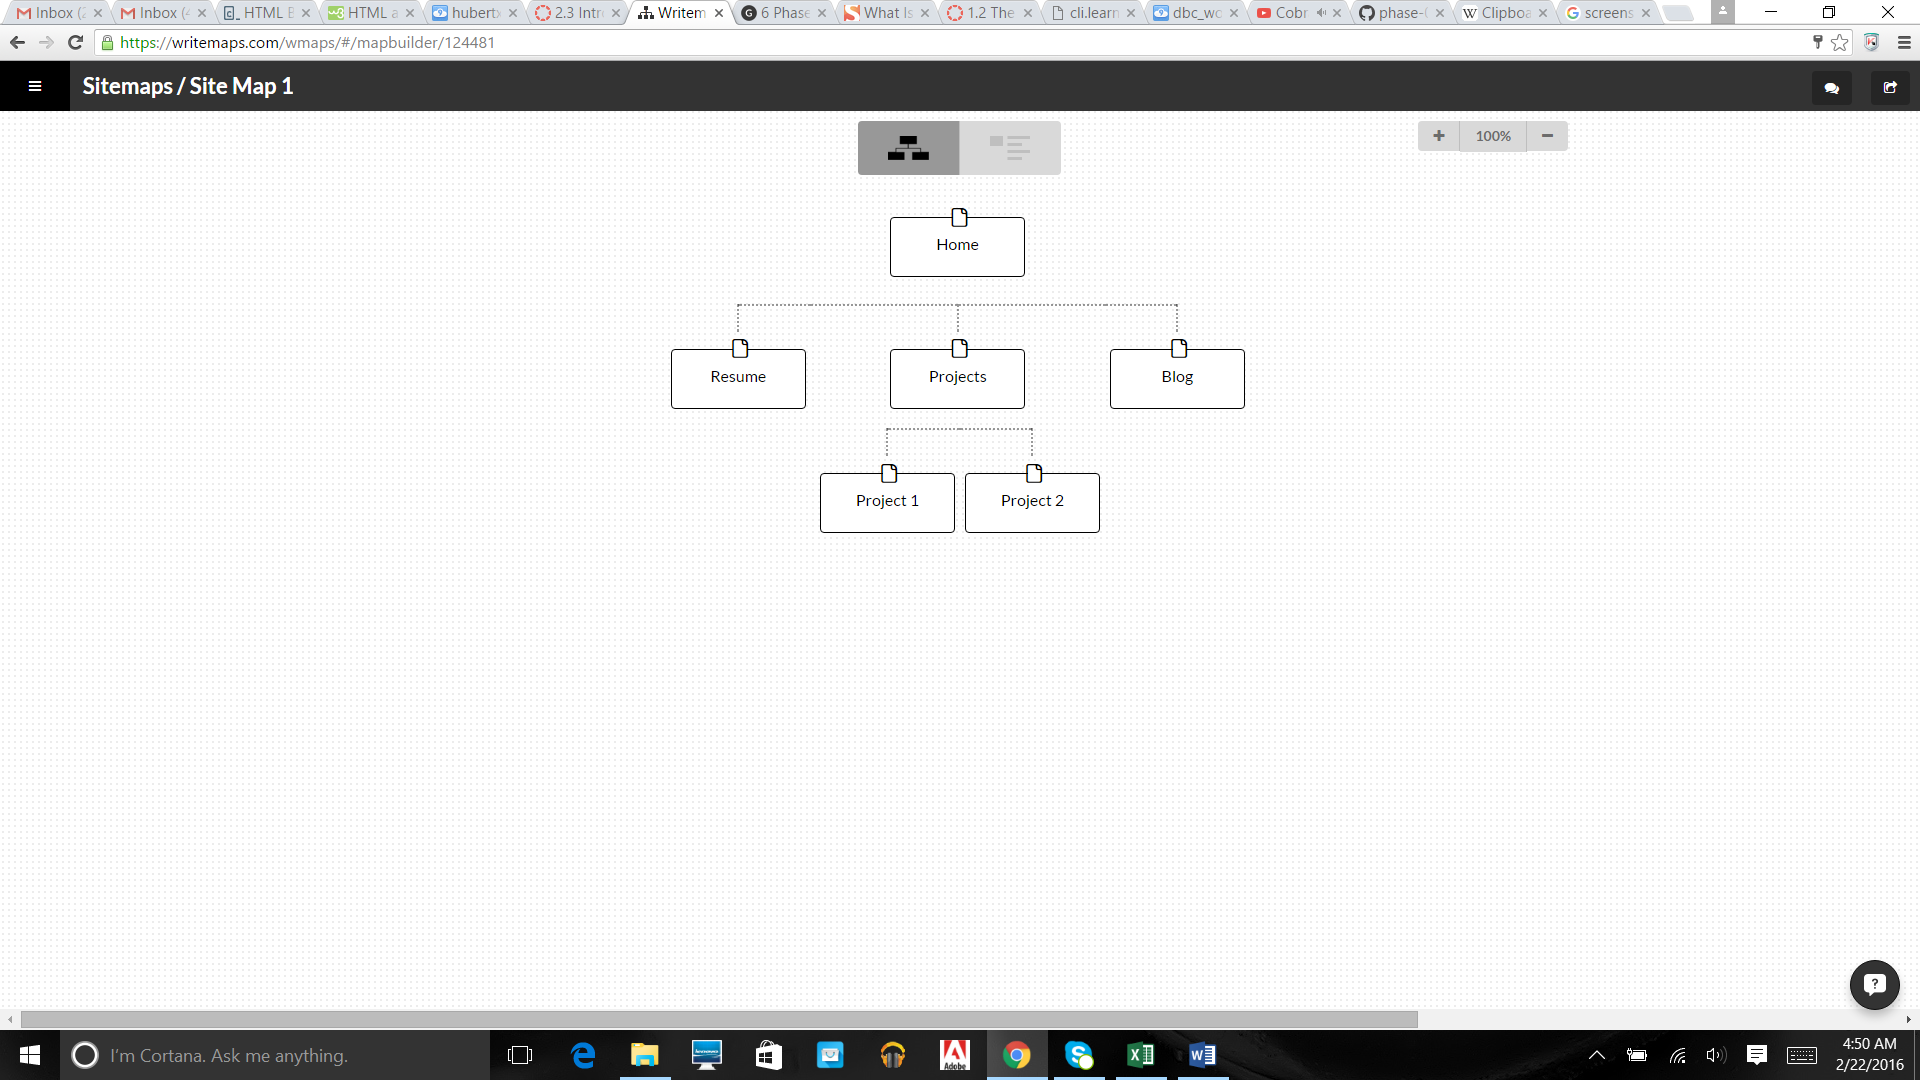 Inbox (2
Inbox (4
HTML E
HTML a
hubertx
2.3 Intr
Writem
6 Phase
What Is
1.2 The
cli.learn
dbc_wo
Cobr
phase-
Clipboa
screens
https://writemaps.com/wmaps/#/mapbuilder/124481
Sitemaps / Site Map 1
100%
Home
Resume
Projects
Blog
Project 1
Project 2
I'm Cortana. Ask me anything.
Adobe
4:50 AM
2/22/2016